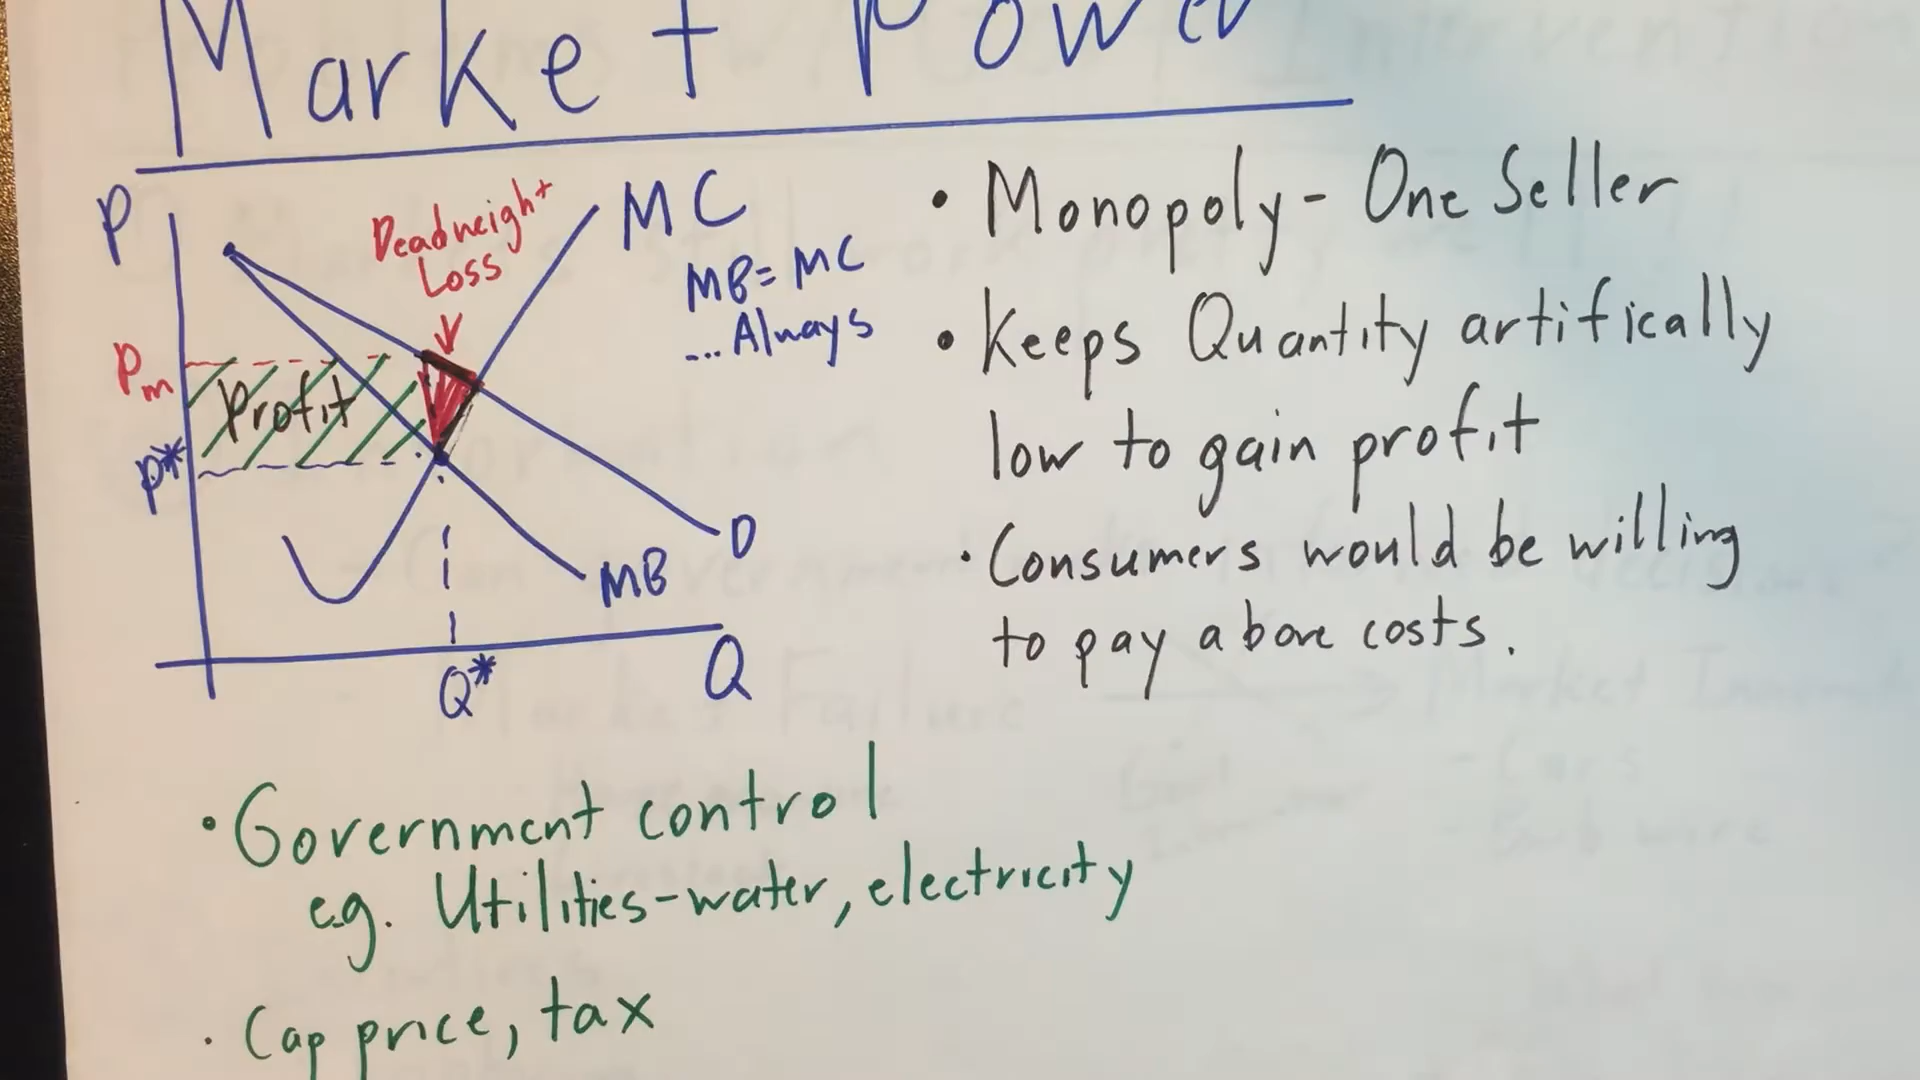 Market Power
P
Deadweight
Loss
MC
MB = MC
... Always
Pm
Profit
P*
D
MB
Q*
Q
• Monopoly - One Seller
• Keeps Quantity artifically
low to gain profit
• Consumers would be willing
to pay above costs.
• Government control
e.g. Utilities - water, electricity
• Cap price, tax